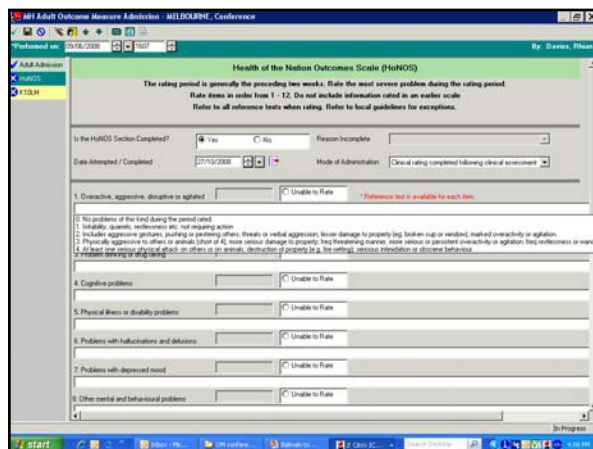 MH Adult Outcome Measure Admission - MELBOURNE, Conference
*Performed on: 09/06/2008 1607 By: Davies, Rhian
Adult Admission
HoNOS
K10LM
Health of the Nation Outcomes Scale (HoNOS)
The rating period is generally the preceding two weeks. Rate the most severe problem during the rating period.
Rate items in order from 1 - 12. Do not include information rated in an earlier scale
Refer to all reference texts when rating. Refer to local guidelines for exceptions.
Is the HoNOS Section Completed? Yes No Reason Incomplete
Date Attempted / Completed 27/10/2008 Mode of Administration Clinical rating completed following clinical assessment
1. Overactive, aggressive, disruptive or agitated Unable to Rate * Reference text is available for each item
0. No problems of this kind during the period rated.
1. Irritability, quarrels, restlessness etc. not requiring action
2. Includes aggressive gestures, pushing or pestering others; threats or verbal aggression; lesser damage to property (eg. broken cup or window); marked overactivity or agitation.
3. Physically aggressive to others or animals (short of 4); more serious damage to property; freq threatening manner, more serious or persistent overactivity or agitation,
4. At least one serious physical attack on others or on animals; destruction of property (e.g. fire-setting); serious intimidation or obscene behaviour.
3. Problem drinking or drug taking
4. Cognitive problems Unable to Rate
5. Physical illness or disability problems Unable to Rate
6. Problems with hallucinations and delusions Unable to Rate
7. Problems with depressed mood Unable to Rate
8. Other mental and behavioural problems Unable to Rate
In Progress
start Inbox - Mic... OM confere... Balmain to ... 2 Citrix IC... Search Desktop 4:08 PM